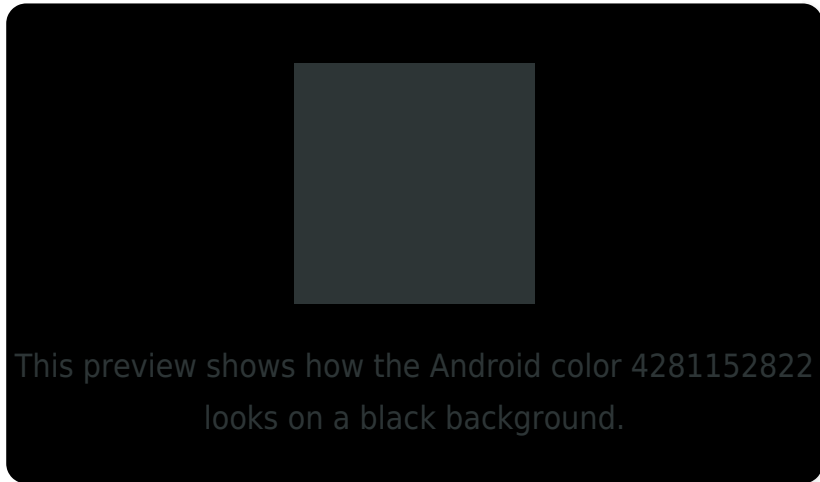 This preview shows how the Android color 4281152822
looks on a black background.